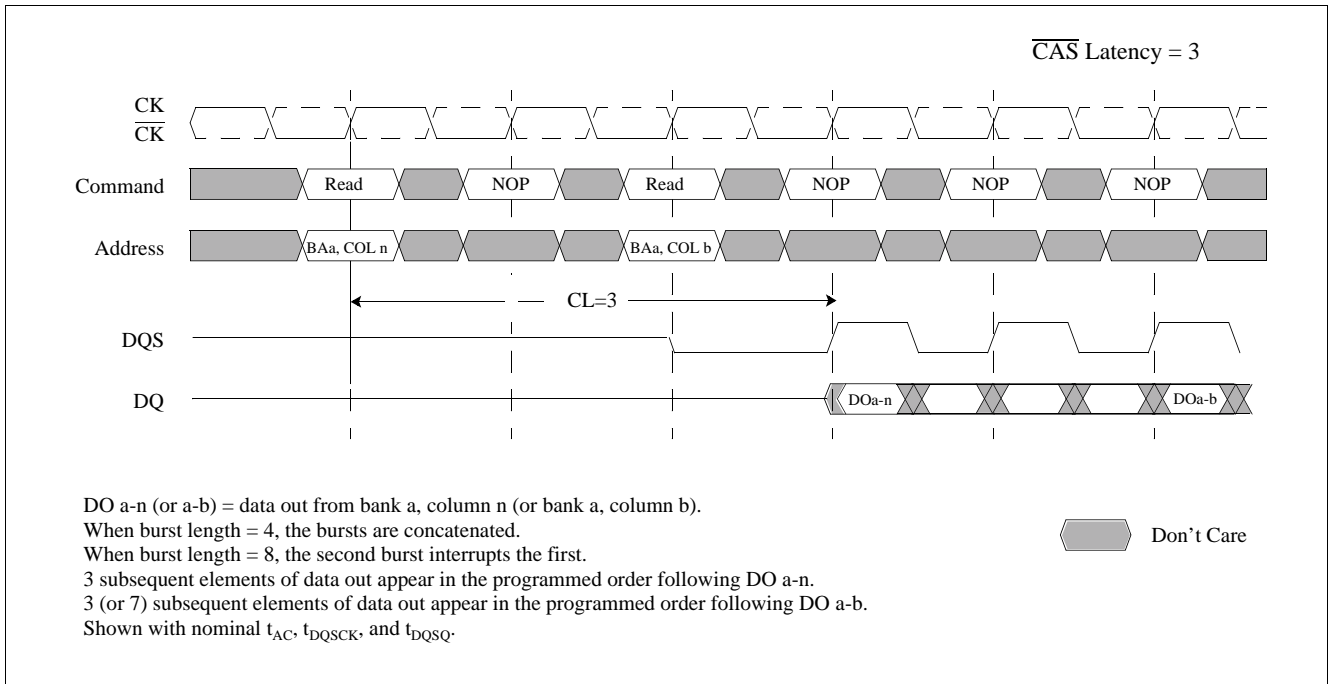 CAS Latency = 3
CK
CK
Command Read NOP Read NOP NOP NOP
Address BAa, COL n BAa, COL b
CL=3
DQS
DQ DOa-n DOa-b
DO a-n (or a-b) = data out from bank a, column n (or bank a, column b).
When burst length = 4, the bursts are concatenated.
When burst length = 8, the second burst interrupts the first.
3 subsequent elements of data out appear in the programmed order following DO a-n.
3 (or 7) subsequent elements of data out appear in the programmed order following DO a-b.
Shown with nominal tAC, tDQSCK, and tDQSQ.
Don't Care